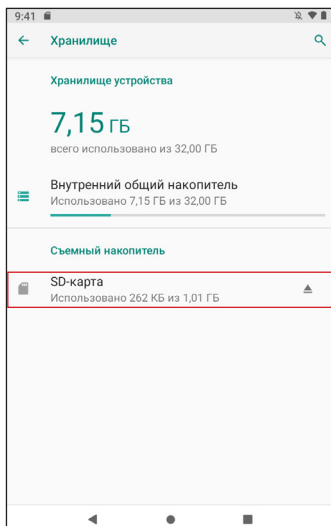 9:41
Хранилище
Хранилище устройства
7,15 ГБ
всего использовано из 32,00 ГБ
Внутренний общий накопитель
Использовано 7,15 ГБ из 32,00 ГБ
Съемный накопитель
SD-карта
Использовано 262 КБ из 1,01 ГБ